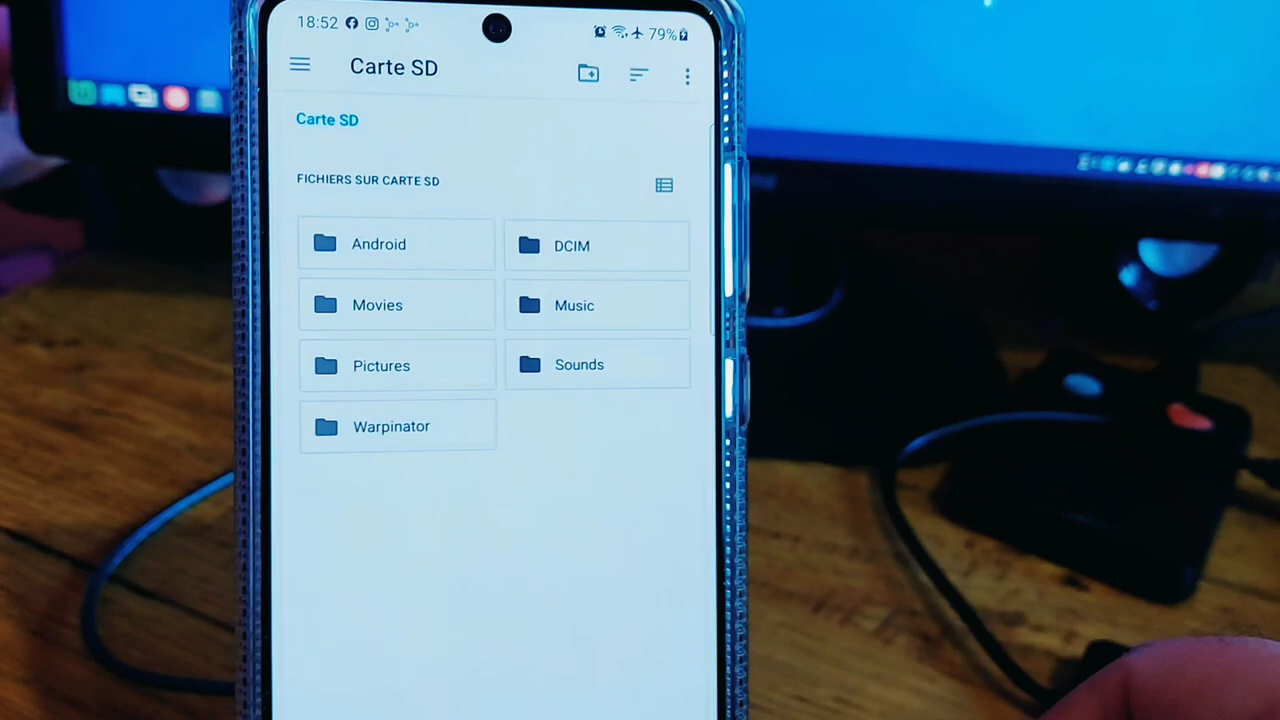 18:52 79%
Carte SD
Carte SD
FICHIERS SUR CARTE SD
Android DCIM
Movies Music
Pictures Sounds
Warpinator